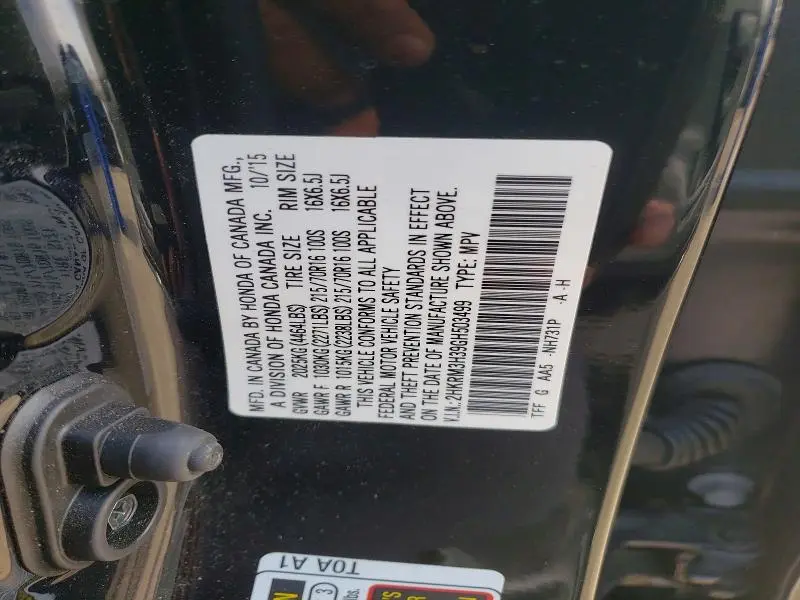 MFD. IN CANADA BY HONDA OF CANADA MFG.,
A DIVISION OF HONDA CANADA INC. 10/'15
GVWR 2025KG(4464LBS) TIRE SIZE RIM SIZE
GAWR F 1030KG(2271LBS) 215/70R16 100S 16X6.5J
GAWR R 1015KG(2238LBS) 215/70R16 100S 16X6.5J
THIS VEHICLE CONFORMS TO ALL APPLICABLE
FEDERAL MOTOR VEHICLE SAFETY
AND THEFT PREVENTION STANDARDS IN EFFECT
ON THE DATE OF MANUFACTURE SHOWN ABOVE.
V.I.N.:2HKRM3H39GH503499 TYPE: MPV
TFF G AA5 -NH731P -A-H
T0A A1
3
lbs.